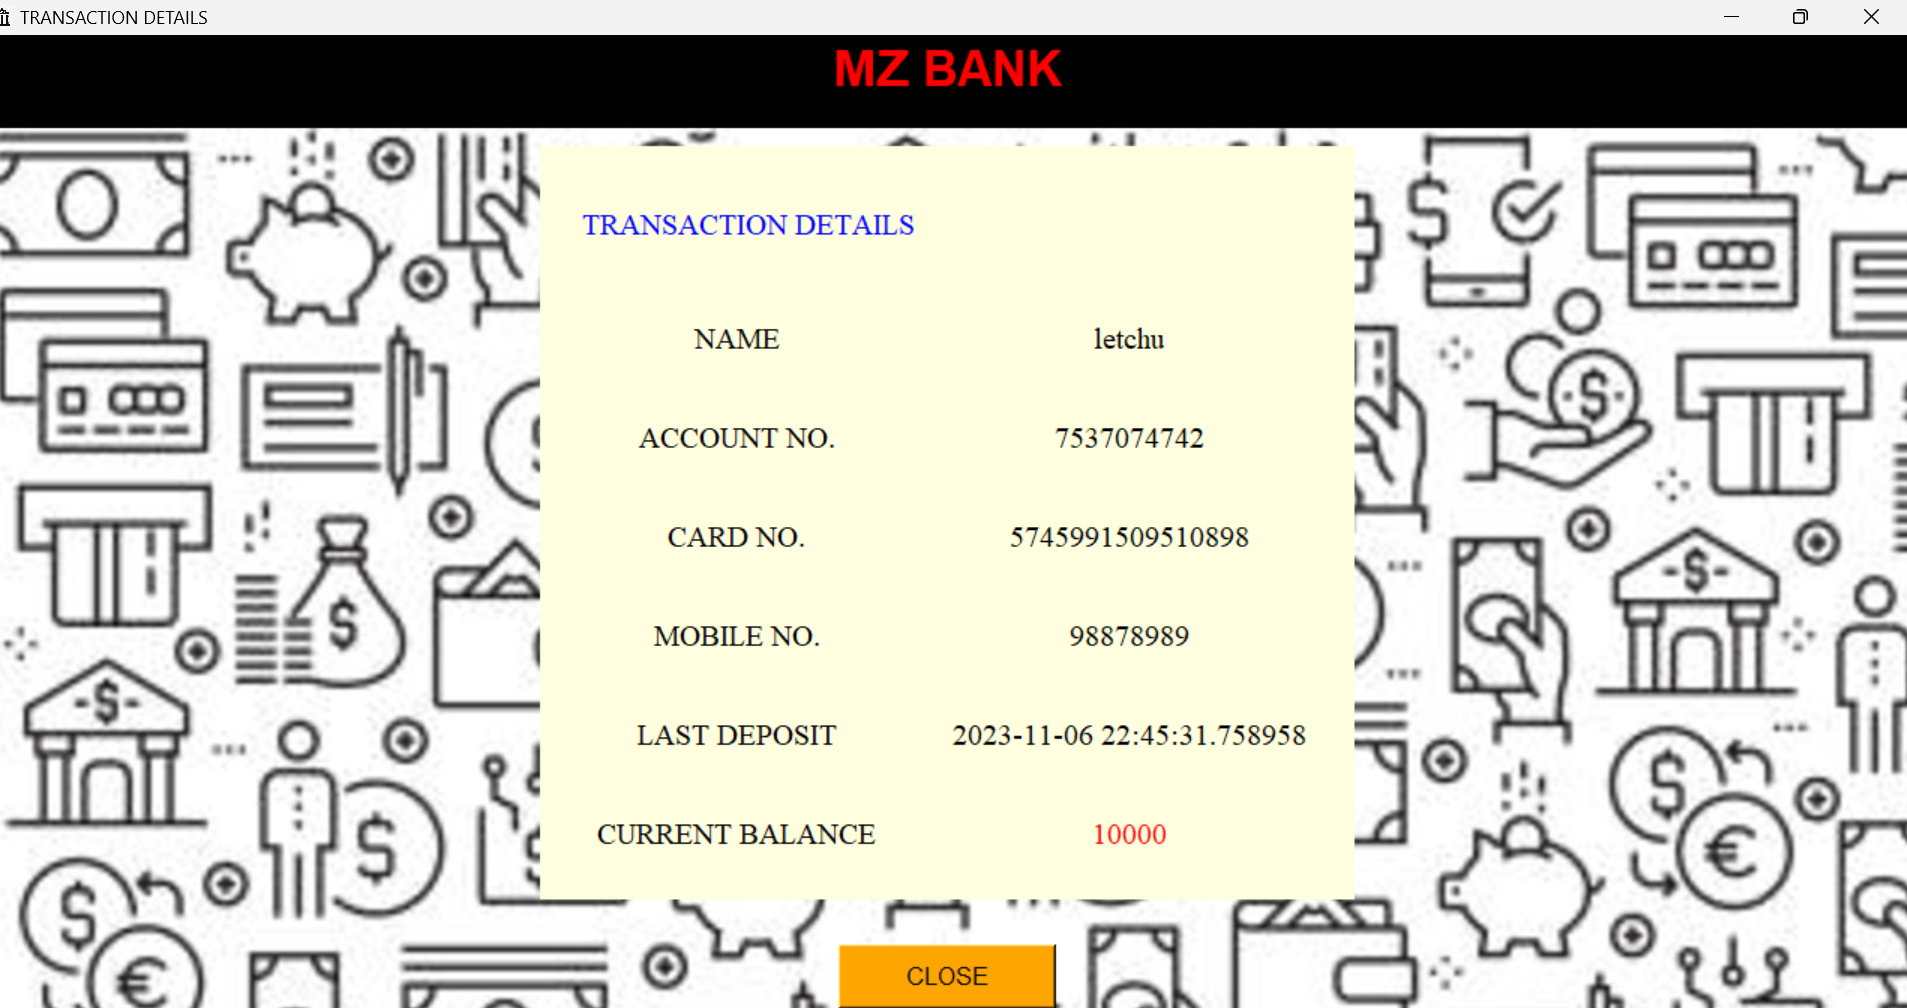 TRANSACTION DETAILS
MZ BANK
TRANSACTION DETAILS
NAME letchu
ACCOUNT NO. 7537074742
CARD NO. 5745991509510898
MOBILE NO. 98878989
LAST DEPOSIT 2023-11-06 22:45:31.758958
CURRENT BALANCE 10000
CLOSE